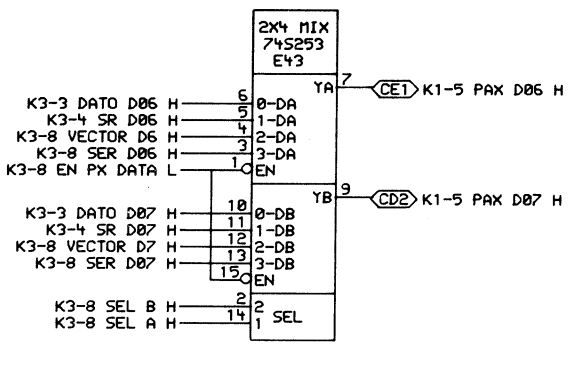 2X4 MIX
74S253
E43
YA 7 CE1 K1-5 PAX D06 H
K3-3 DATO D06 H 6 0-DA
K3-4 SR D06 H 5 1-DA
K3-8 VECTOR D6 H 4 2-DA
K3-8 SER D06 H 3 3-DA
K3-8 EN PX DATA L 1 EN
YB 9 CD2 K1-5 PAX D07 H
K3-3 DATO D07 H 10 0-DB
K3-4 SR D07 H 11 1-DB
K3-8 VECTOR D7 H 12 2-DB
K3-8 SER D07 H 13 3-DB
15 EN
K3-8 SEL B H 2 2
SEL
K3-8 SEL A H 14 1